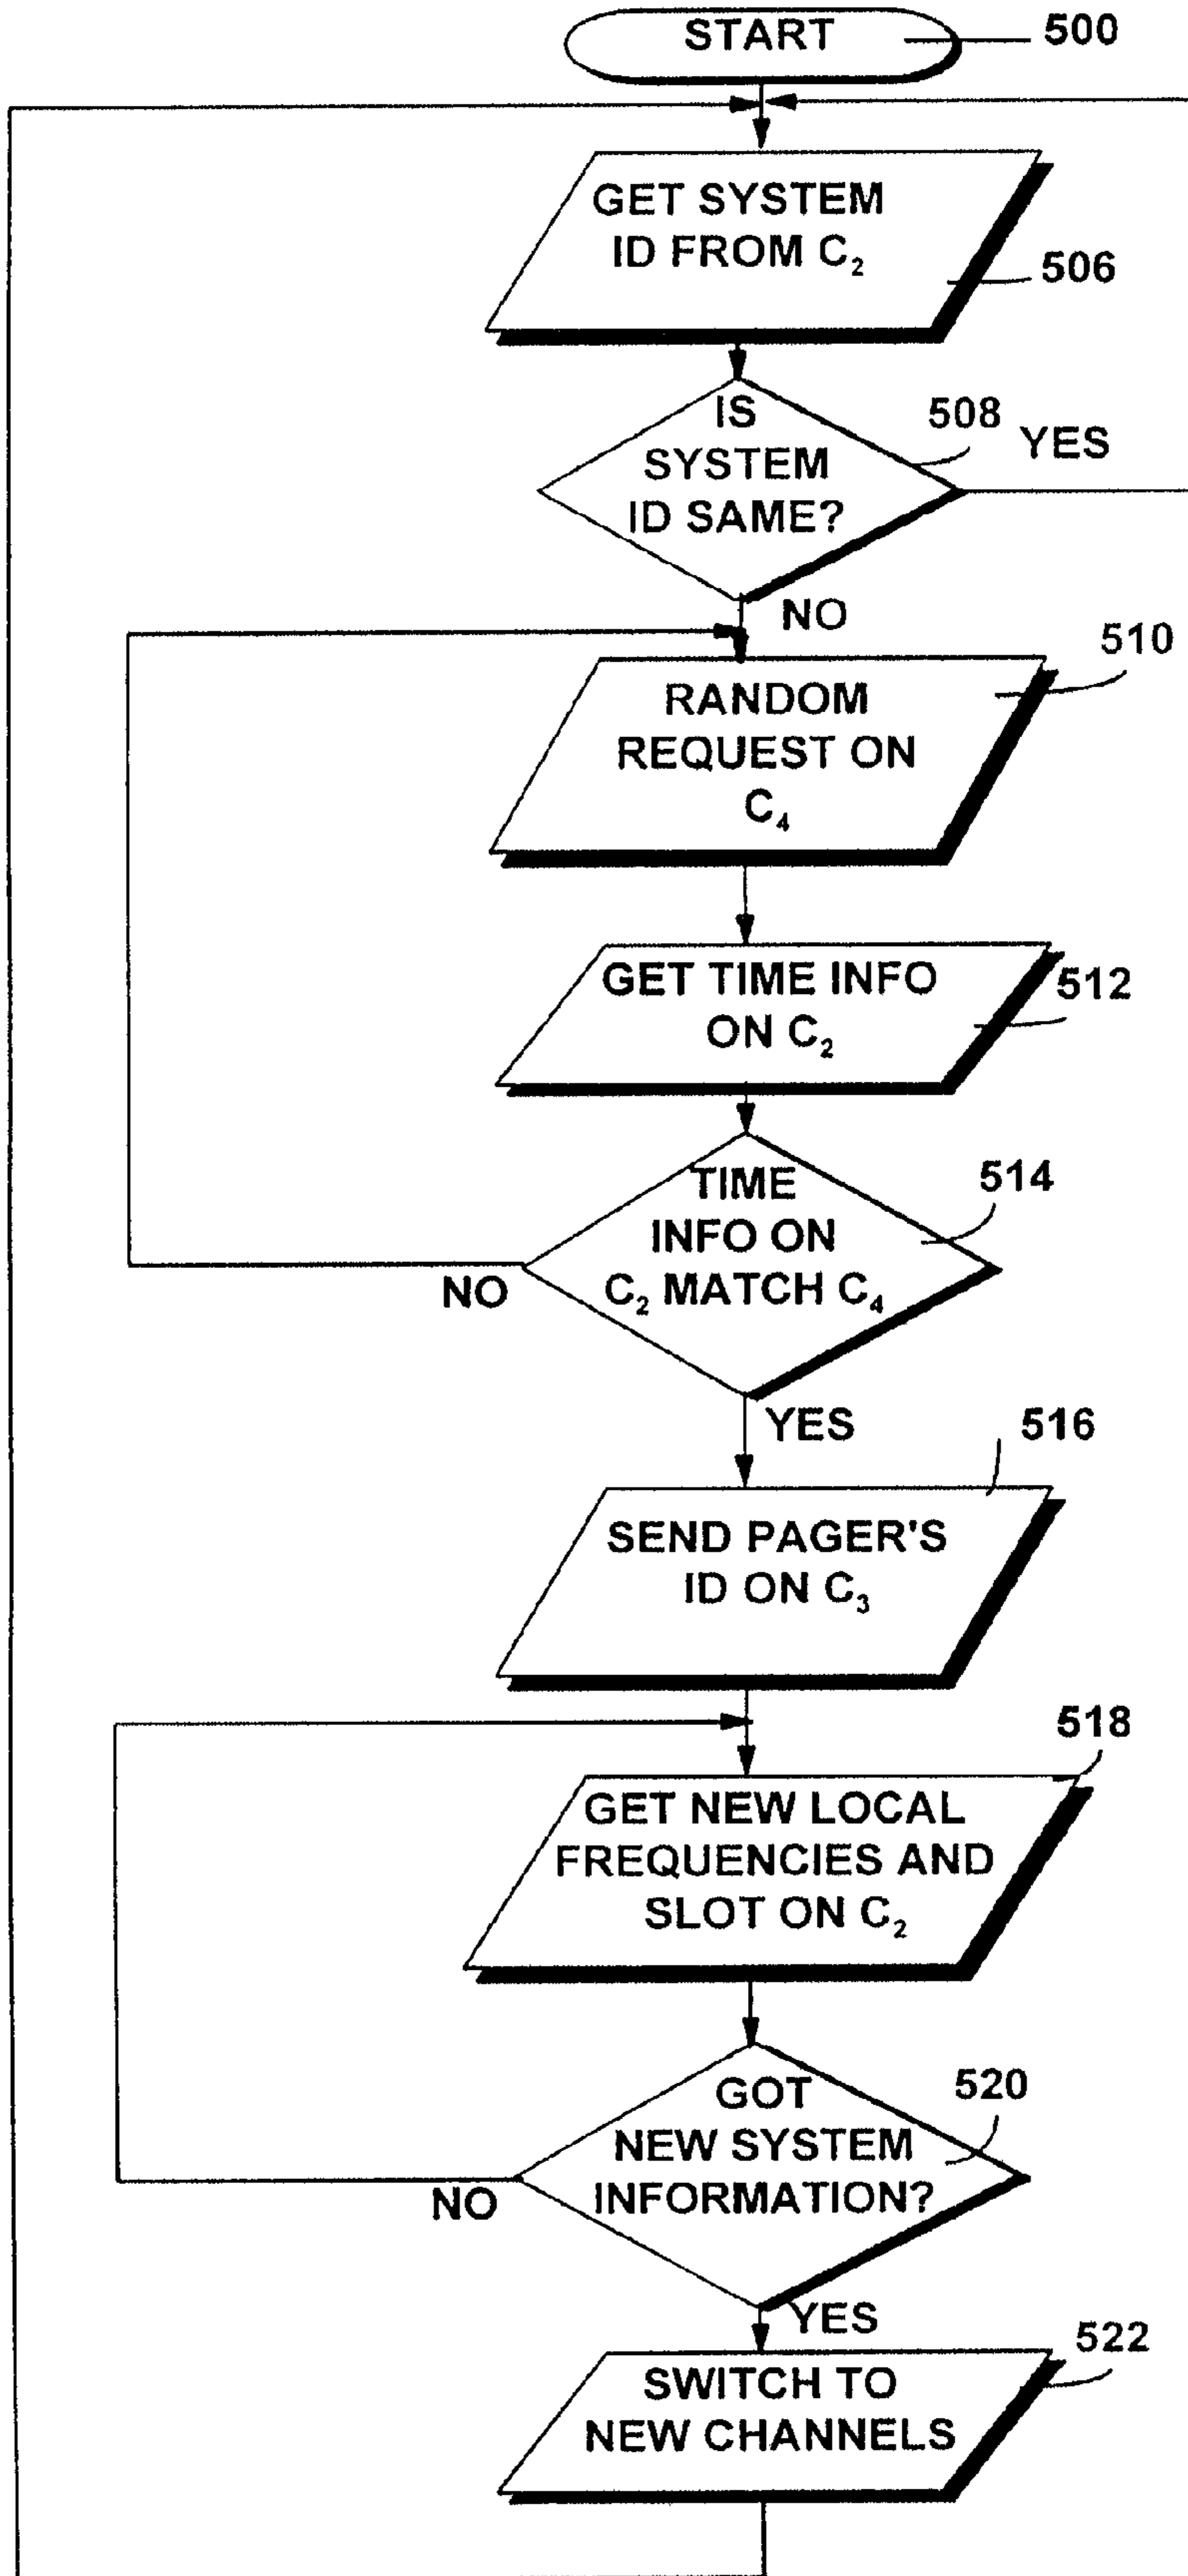 START
500
GET SYSTEM
ID FROM C₂
506
IS
SYSTEM
ID SAME?
508
YES
NO
RANDOM
REQUEST ON
C₄
510
GET TIME INFO
ON C₂
512
TIME
INFO ON
C₂ MATCH C₄
514
NO
YES
SEND PAGER'S
ID ON C₃
516
GET NEW LOCAL
FREQUENCIES AND
SLOT ON C₂
518
GOT
NEW SYSTEM
INFORMATION?
520
NO
YES
SWITCH TO
NEW CHANNELS
522